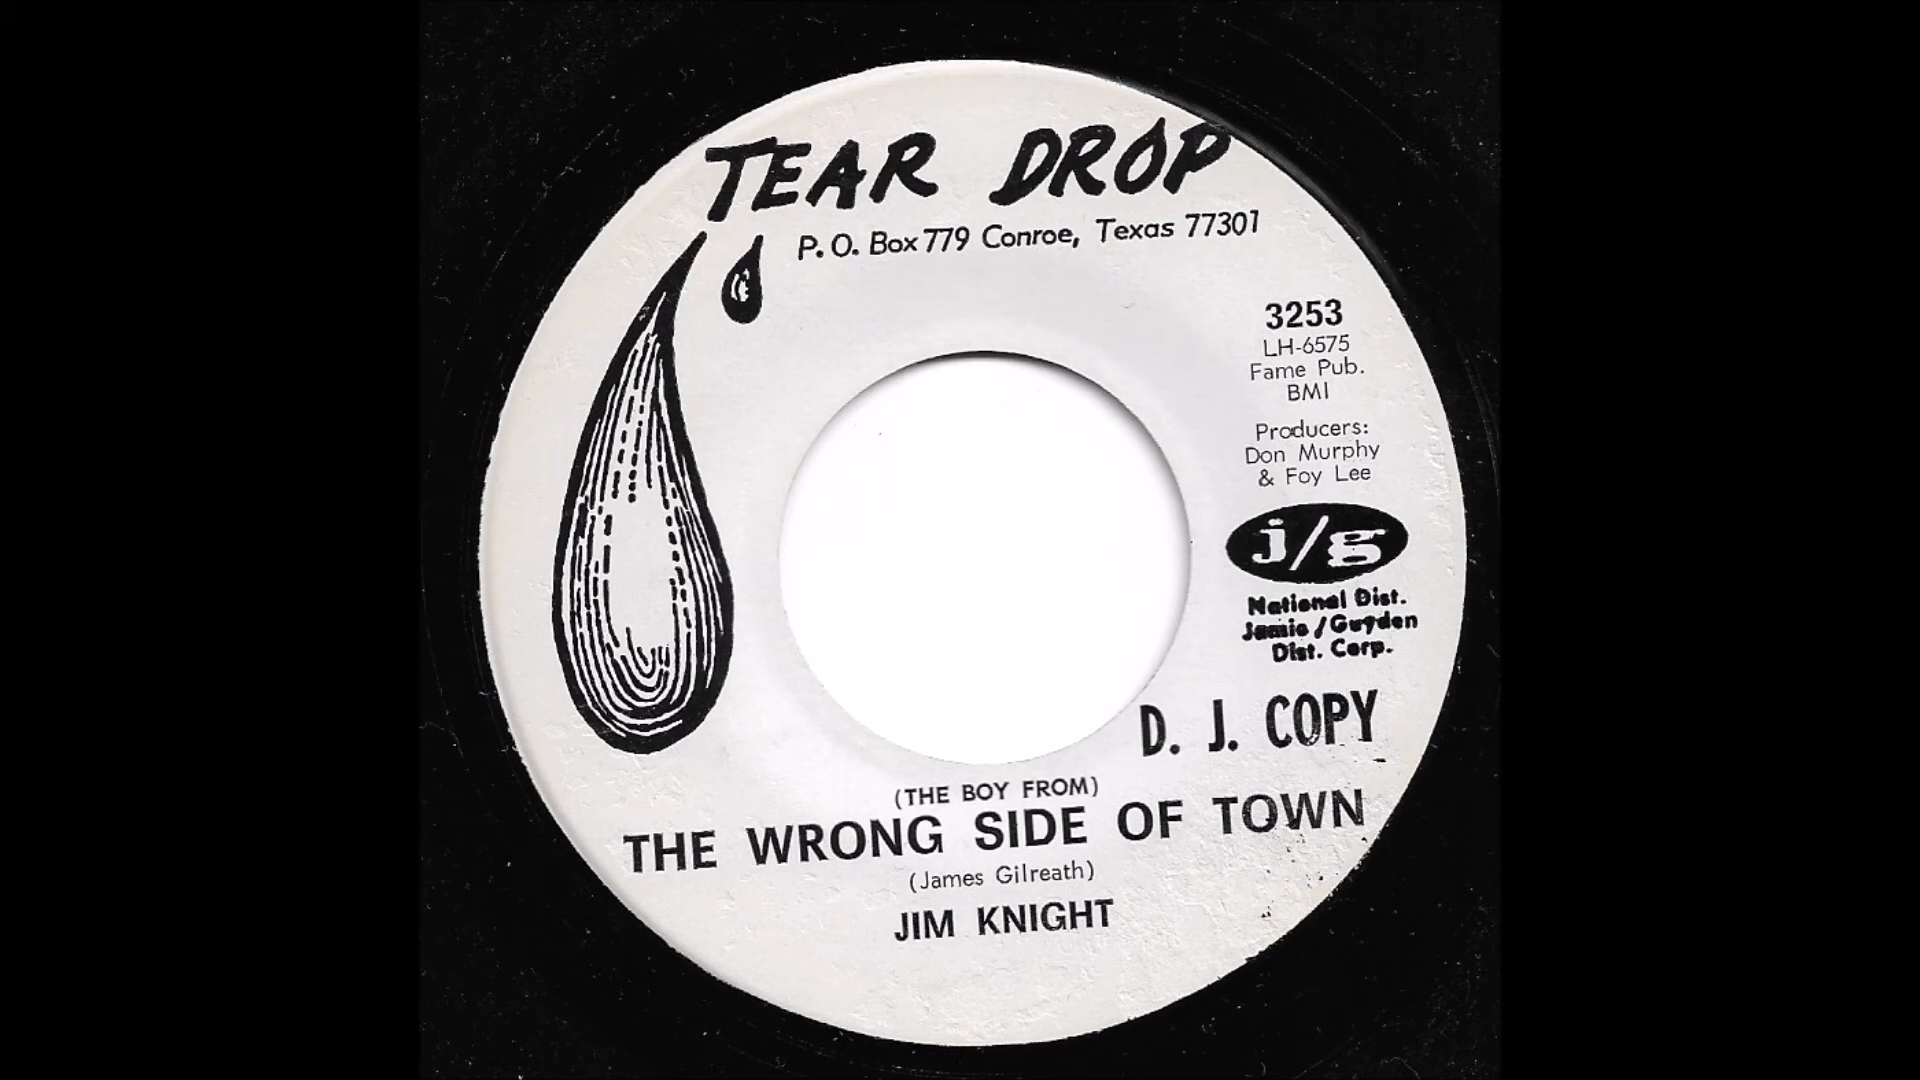 TEAR DROP
P. O. Box 779 Conroe, Texas 77301
3253
LH-6575
Fame Pub.
BMI
Producers:
Don Murphy
& Foy Lee
j/g
National Dist.
Jamie / Guyden
Dist. Corp.
D. J. COPY
(THE BOY FROM)
THE WRONG SIDE OF TOWN
(James Gilreath)
JIM KNIGHT